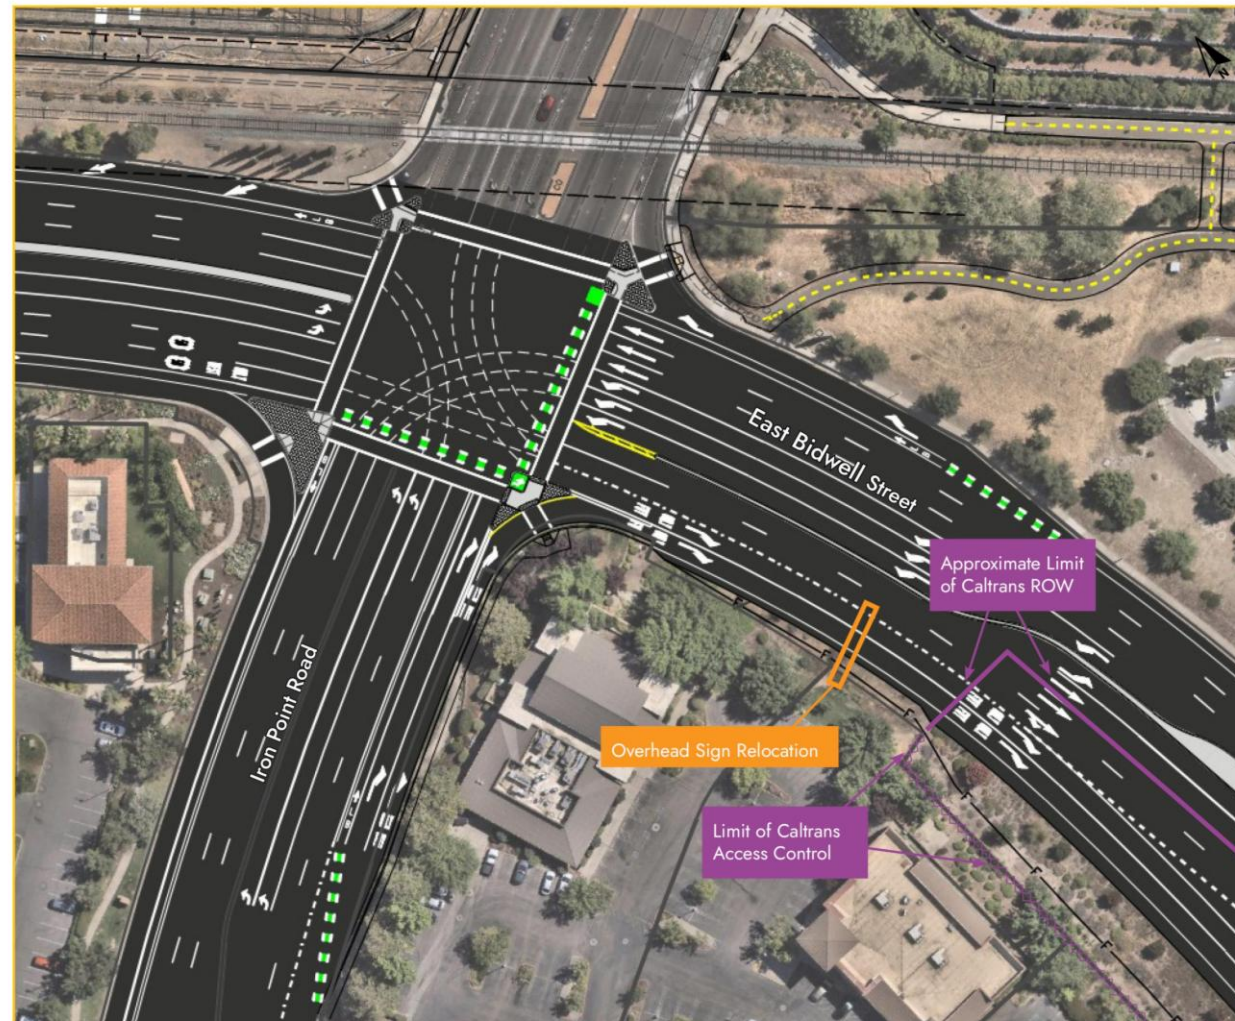 N
East Bidwell Street
Approximate Limit
of Caltrans ROW
Iron Point Road
Overhead Sign Relocation
Limit of Caltrans
Access Control